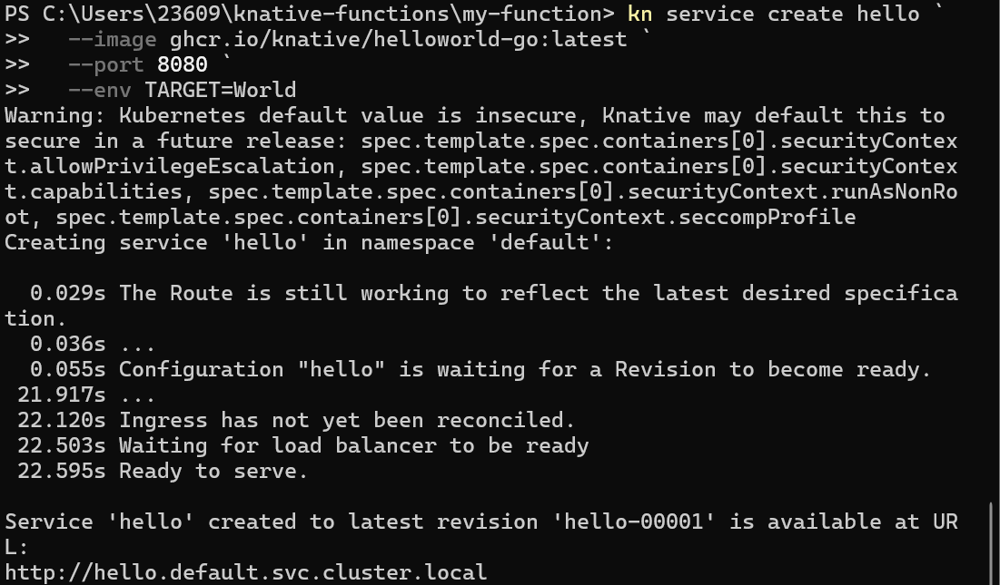 PS C:\Users\23609\knative-functions\my-function> kn service create hello `
>>   --image ghcr.io/knative/helloworld-go:latest `
>>   --port 8080 `
>>   --env TARGET=World
Warning: Kubernetes default value is insecure, Knative may default this to
secure in a future release: spec.template.spec.containers[0].securityContex
t.allowPrivilegeEscalation, spec.template.spec.containers[0].securityContex
t.capabilities, spec.template.spec.containers[0].securityContext.runAsNonRo
ot, spec.template.spec.containers[0].securityContext.seccompProfile
Creating service 'hello' in namespace 'default':

  0.029s The Route is still working to reflect the latest desired specifica
tion.
  0.036s ...
  0.055s Configuration "hello" is waiting for a Revision to become ready.
 21.917s ...
 22.120s Ingress has not yet been reconciled.
 22.503s Waiting for load balancer to be ready
 22.595s Ready to serve.

Service 'hello' created to latest revision 'hello-00001' is available at UR
L:
http://hello.default.svc.cluster.local